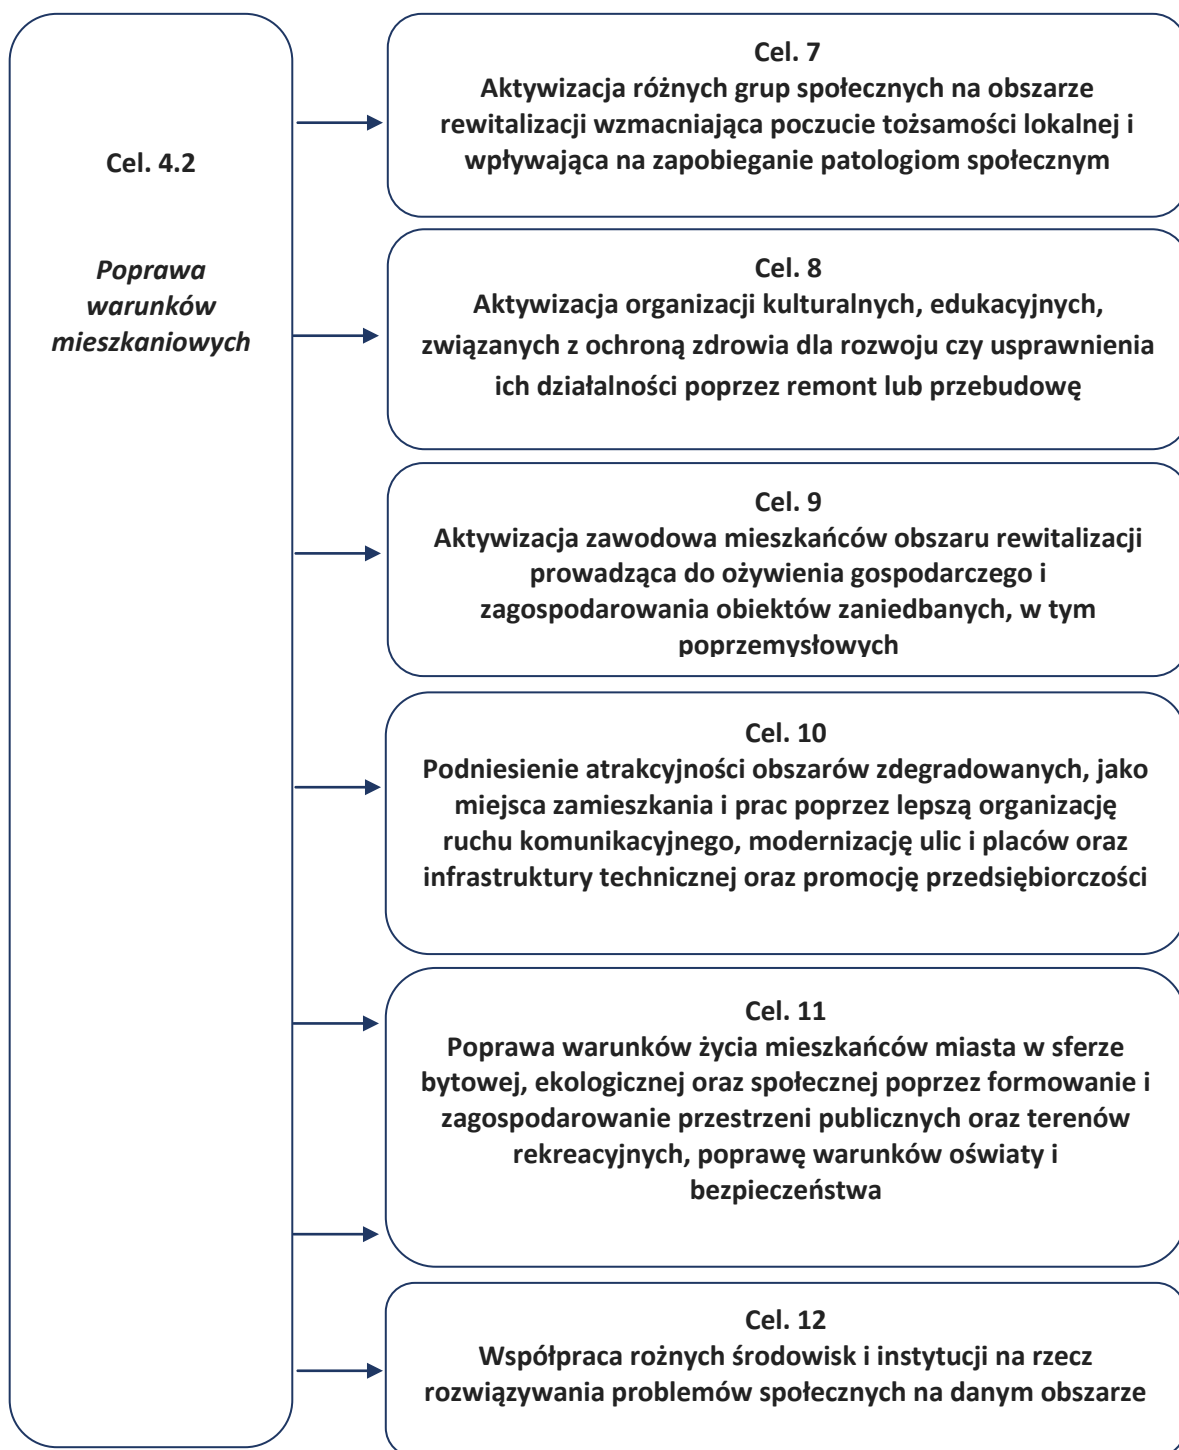 Cel. 4.2
Poprawa
warunków
mieszkaniowych
Cel. 7
Aktywizacja różnych grup społecznych na obszarze
rewitalizacji wzmacniająca poczucie tożsamości lokalnej i
wpływająca na zapobieganie patologiom społecznym
Cel. 8
Aktywizacja organizacji kulturalnych, edukacyjnych,
związanych z ochroną zdrowia dla rozwoju czy usprawnienia
ich działalności poprzez remont lub przebudowę
Cel. 9
Aktywizacja zawodowa mieszkańców obszaru rewitalizacji
prowadząca do ożywienia gospodarczego i
zagospodarowania obiektów zaniedbanych, w tym
poprzemysłowych
Cel. 10
Podniesienie atrakcyjności obszarów zdegradowanych, jako
miejsca zamieszkania i prac poprzez lepszą organizację
ruchu komunikacyjnego, modernizację ulic i placów oraz
infrastruktury technicznej oraz promocję przedsiębiorczości
Cel. 11
Poprawa warunków życia mieszkańców miasta w sferze
bytowej, ekologicznej oraz społecznej poprzez formowanie i
zagospodarowanie przestrzeni publicznych oraz terenów
rekreacyjnych, poprawę warunków oświaty i
bezpieczeństwa
Cel. 12
Współpraca rożnych środowisk i instytucji na rzecz
rozwiązywania problemów społecznych na danym obszarze